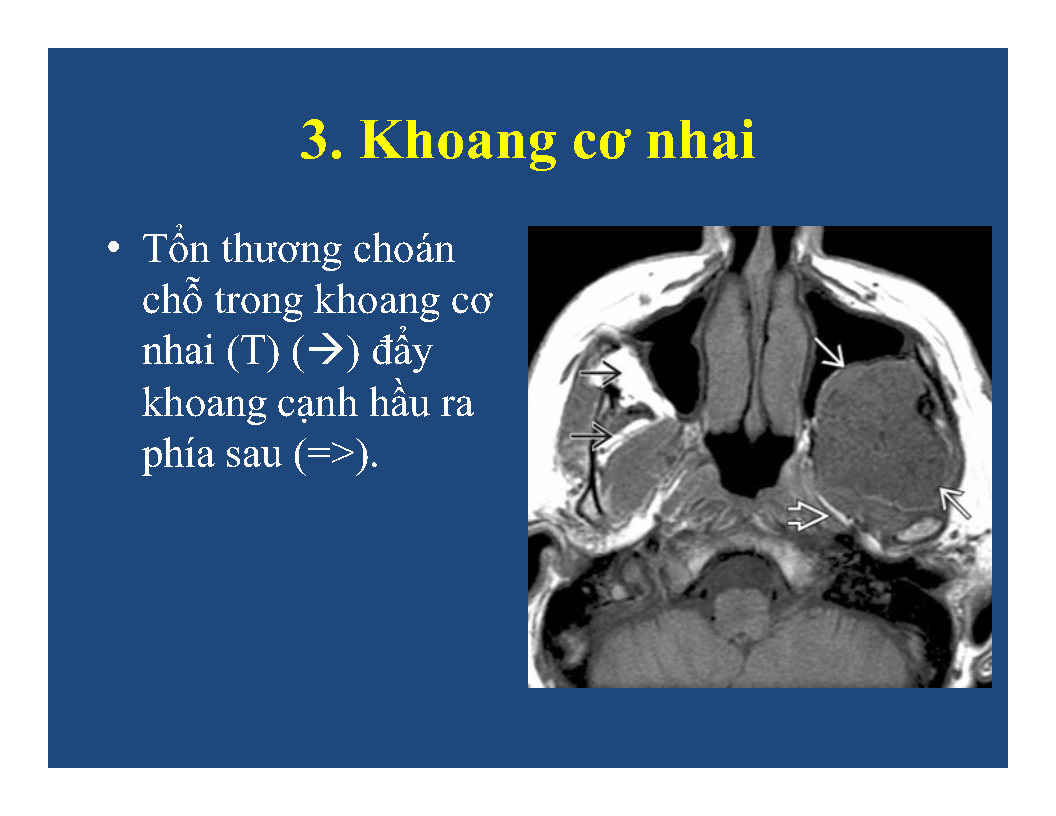 3. Khoang cơ nhai
• Tổn thương choán
chỗ trong khoang cơ
nhai (T) (→) đẩy
khoang cạnh hầu ra
phía sau (=>).